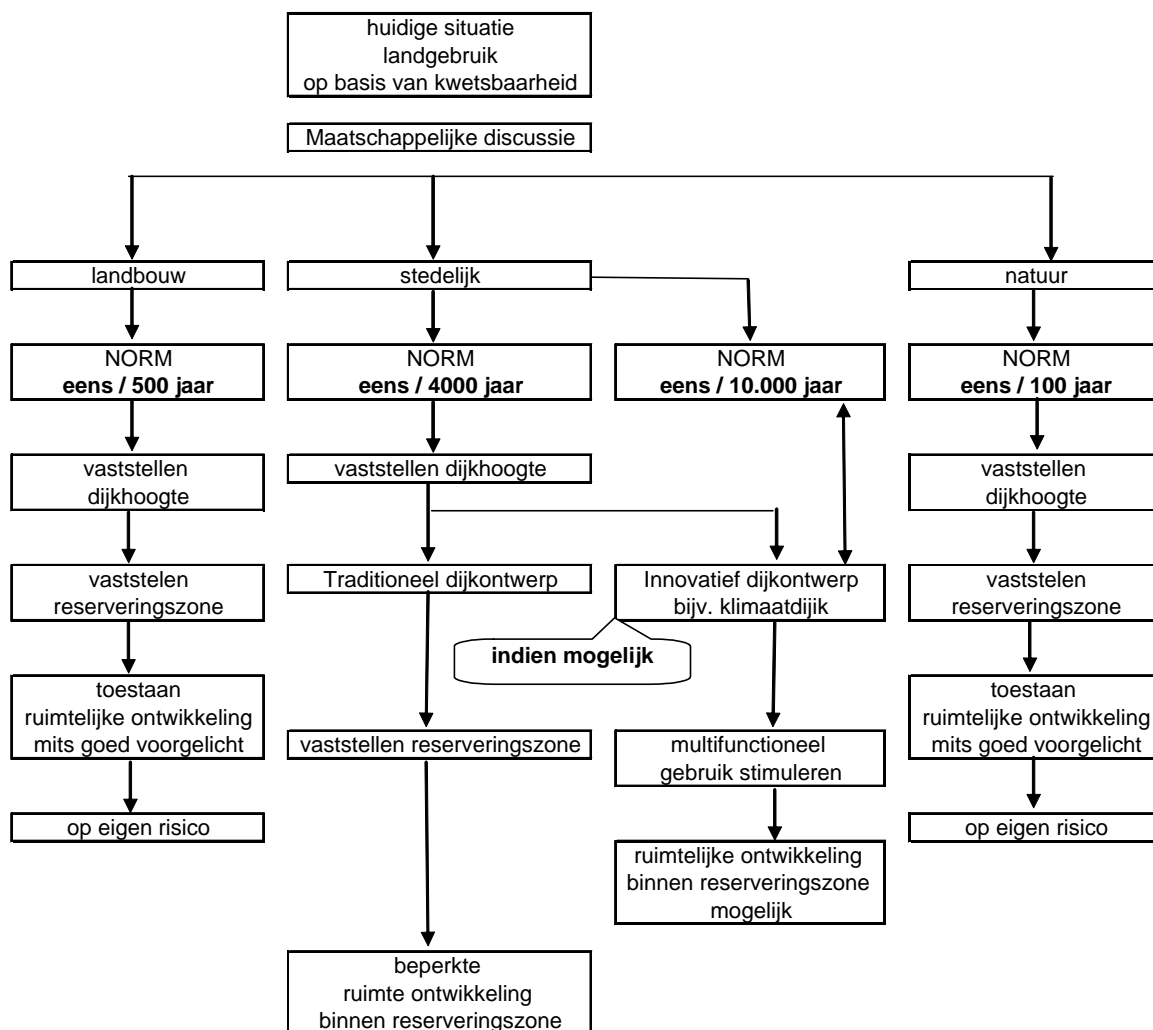 huidige situatie
landgebruik
op basis van kwetsbaarheid
Maatschappelijke discussie
landbouw
stedelijk
natuur
NORM
eens / 500 jaar
NORM
eens / 4000 jaar
NORM
eens / 10.000 jaar
NORM
eens / 100 jaar
vaststellen
dijkhoogte
vaststellen dijkhoogte
vaststellen
dijkhoogte
vaststelen
reserveringszone
Traditioneel dijkontwerp
Innovatief dijkontwerp
bijv. klimaatdijik
vaststelen
reserveringszone
indien mogelijk
toestaan
ruimtelijke ontwikkeling
mits goed voorgelicht
vaststellen reserveringszone
multifunctioneel
gebruik stimuleren
toestaan
ruimtelijke ontwikkeling
mits goed voorgelicht
op eigen risico
op eigen risico
ruimtelijke ontwikkeling
binnen reserveringszone
mogelijk
beperkte
ruimte ontwikkeling
binnen reserveringszone